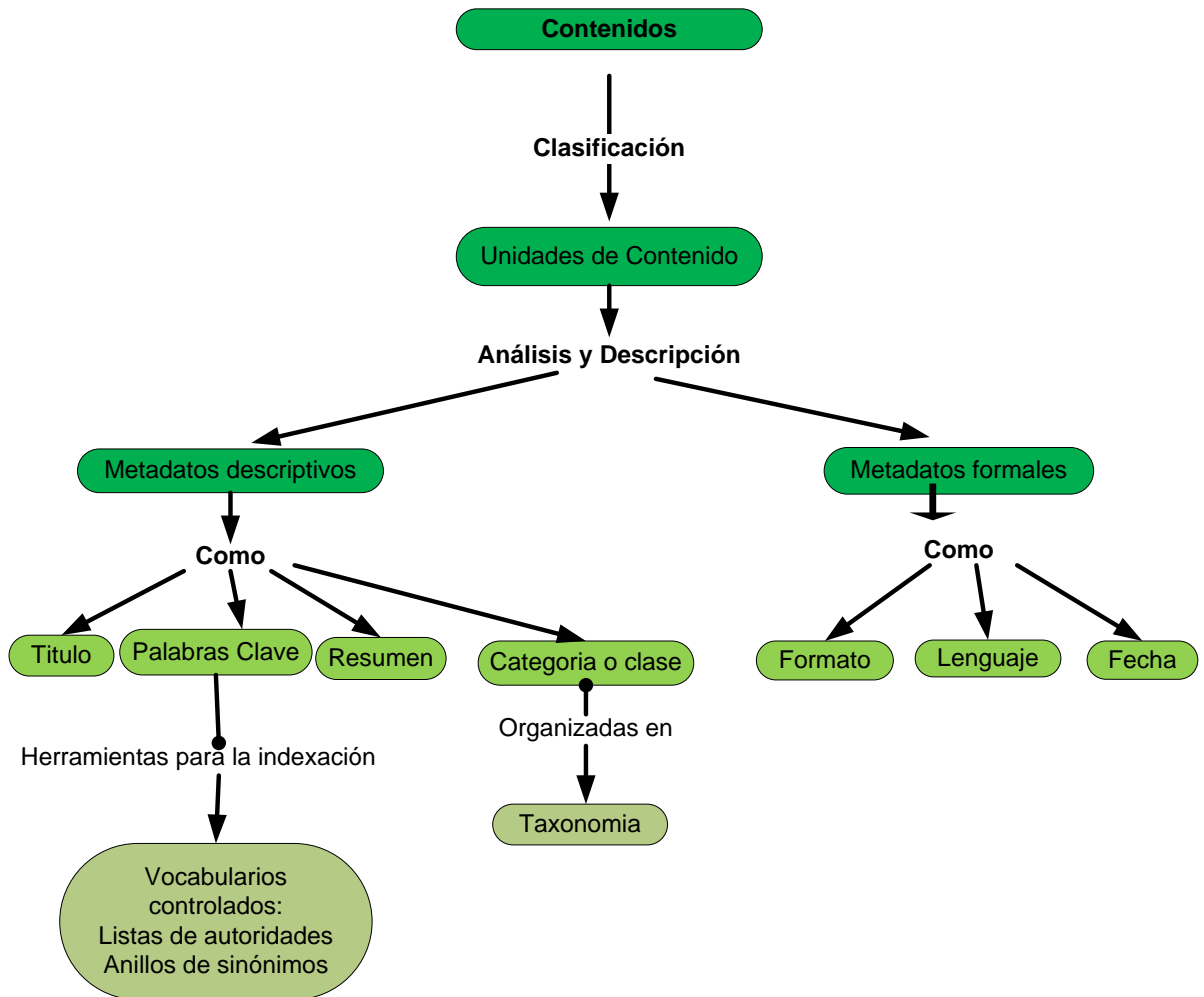 Contenidos
Clasificación
Unidades de Contenido
Análisis y Descripción
Metadatos descriptivos
Metadatos formales
Como
Como
Titulo
Palabras Clave
Resumen
Categoria o clase
Formato
Lenguaje
Fecha
Herramientas para la indexación
Organizadas en
Taxonomia
Vocabularios
controlados:
Listas de autoridades
Anillos de sinónimos